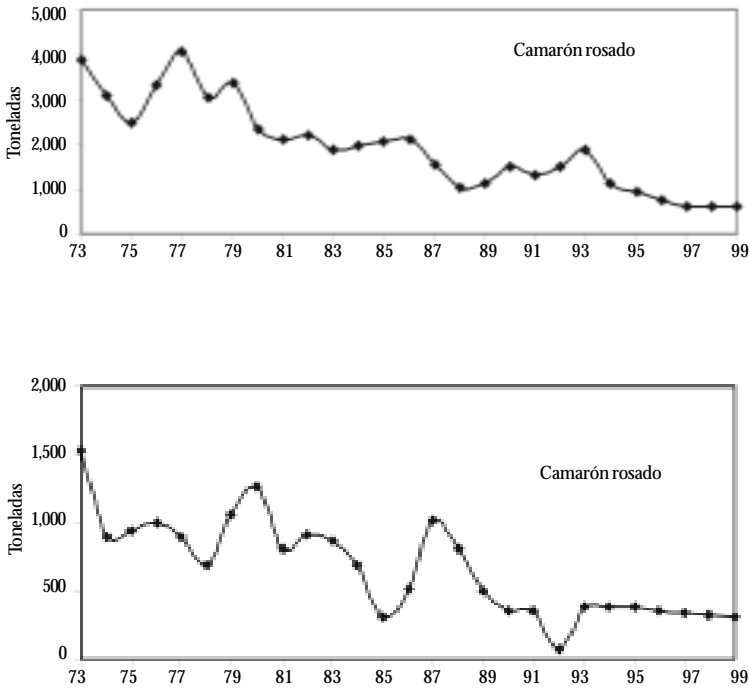 5,000
4,000
3,000
2,000
1,000
0
Toneladas
Camarón rosado
73 75 77 79 81 83 85 87 89 91 93 95 97 99
2,000
1,500
1,000
500
0
Toneladas
Camarón rosado
73 75 77 79 81 83 85 87 89 91 93 95 97 99